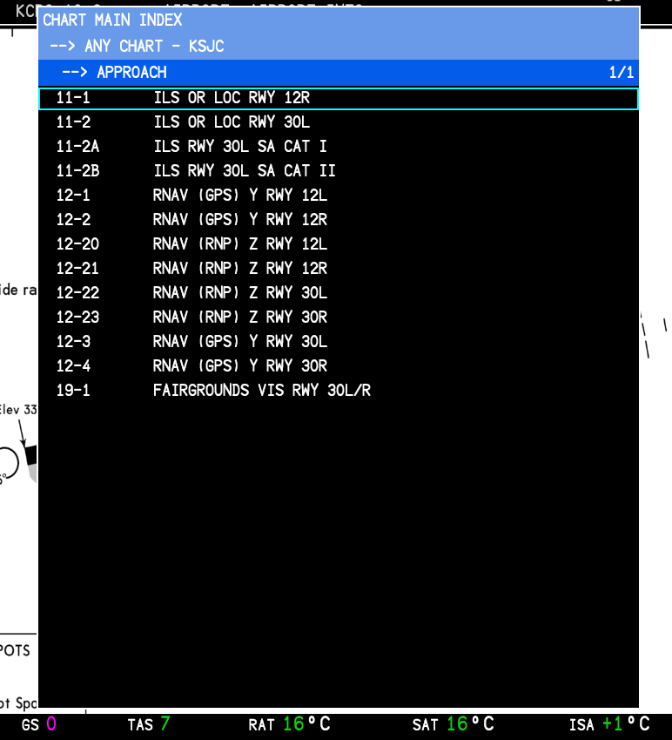 KC
CHART MAIN INDEX
--> ANY CHART - KSJC
--> APPROACH 1/1
11-1 ILS OR LOC RWY 12R
11-2 ILS OR LOC RWY 30L
11-2A ILS RWY 30L SA CAT I
11-2B ILS RWY 30L SA CAT II
12-1 RNAV (GPS) Y RWY 12L
12-2 RNAV (GPS) Y RWY 12R
12-20 RNAV (RNP) Z RWY 12L
12-21 RNAV (RNP) Z RWY 12R
ide ra 12-22 RNAV (RNP) Z RWY 30L
12-23 RNAV (RNP) Z RWY 30R
12-3 RNAV (GPS) Y RWY 30L
12-4 RNAV (GPS) Y RWY 30R
19-1 FAIRGROUNDS VIS RWY 30L/R
Elev 33
POTS
ot Spo
GS 0 TAS 7 RAT 16°C SAT 16°C ISA +1°C